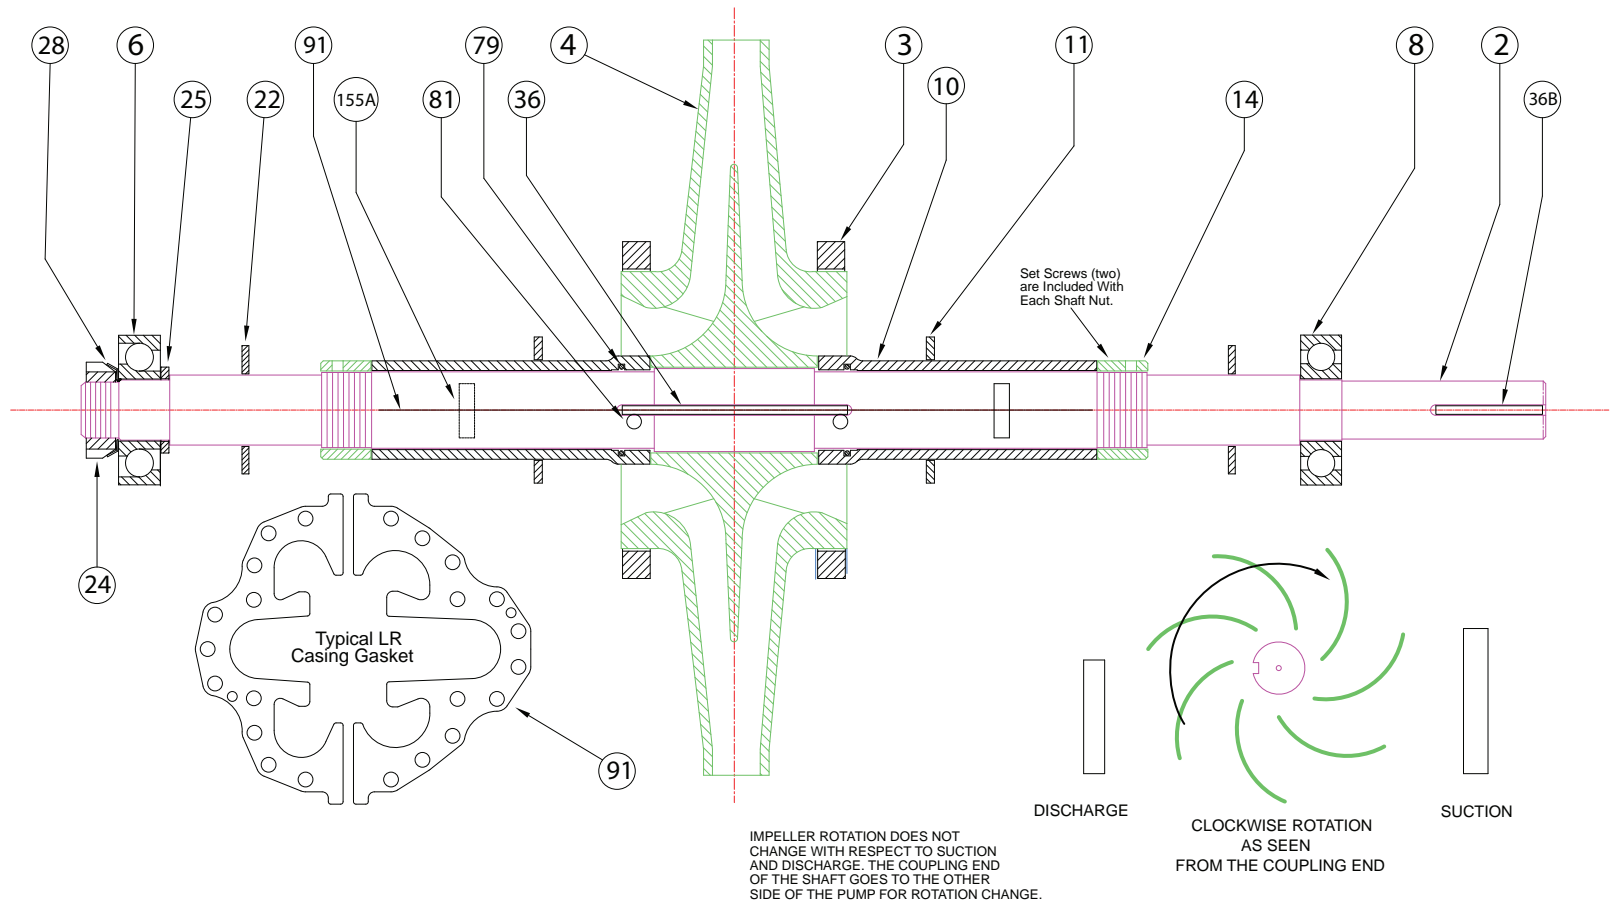 28
6
91
79
4
3
11
8
2
25
22
155A
81
36
10
14
36B
Set Screws (two)
are Included With
Each Shaft Nut.
24
Typical LR
Casing Gasket
91
DISCHARGE
SUCTION
CLOCKWISE ROTATION
AS SEEN
FROM THE COUPLING END
IMPELLER ROTATION DOES NOT
CHANGE WITH RESPECT TO SUCTION
AND DISCHARGE. THE COUPLING END
OF THE SHAFT GOES TO THE OTHER
SIDE OF THE PUMP FOR ROTATION CHANGE.